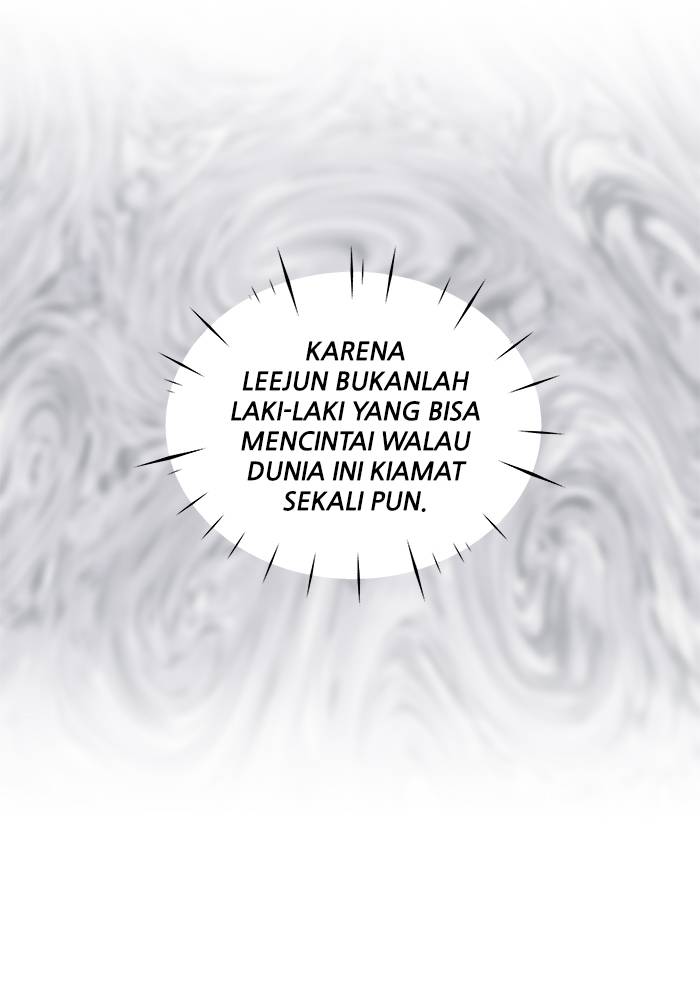 KARENA
LEEJUN BUKANLAH
LAKI-LAKI YANG BISA
MENCINTAI WALAU
DUNIA INI KIAMAT
SEKALI PUN.